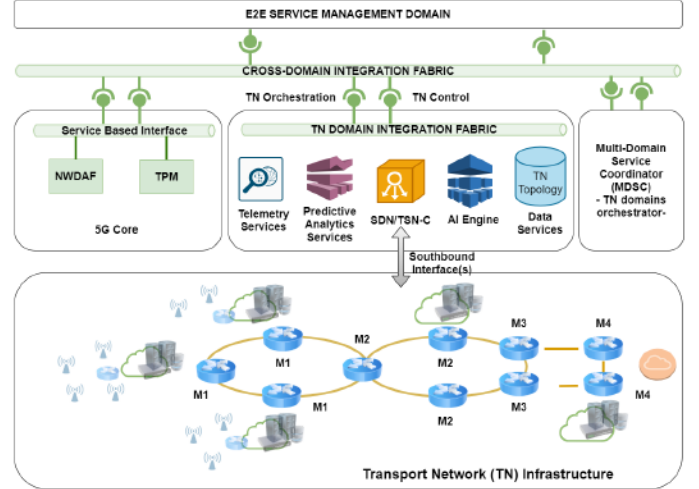 E2E SERVICE MANAGEMENT DOMAIN
CROSS-DOMAIN INTEGRATION FABRIC
TN Orchestration
TN Control
Service Based Interface
NWDAF
TPM
5G Core
TN DOMAIN INTEGRATION FABRIC
Telemetry
Services
Predictive
Analytics
Services
SDN/TSN-C
AI Engine
TN
Topology
Data
Services
Multi-Domain
Service
Coordinator
(MDSC)
- TN domains
orchestrator-
Southbound
Interface(s)
M1
M1
M1
M2
M2
M2
M3
M3
M4
M4
Transport Network (TN) Infrastructure